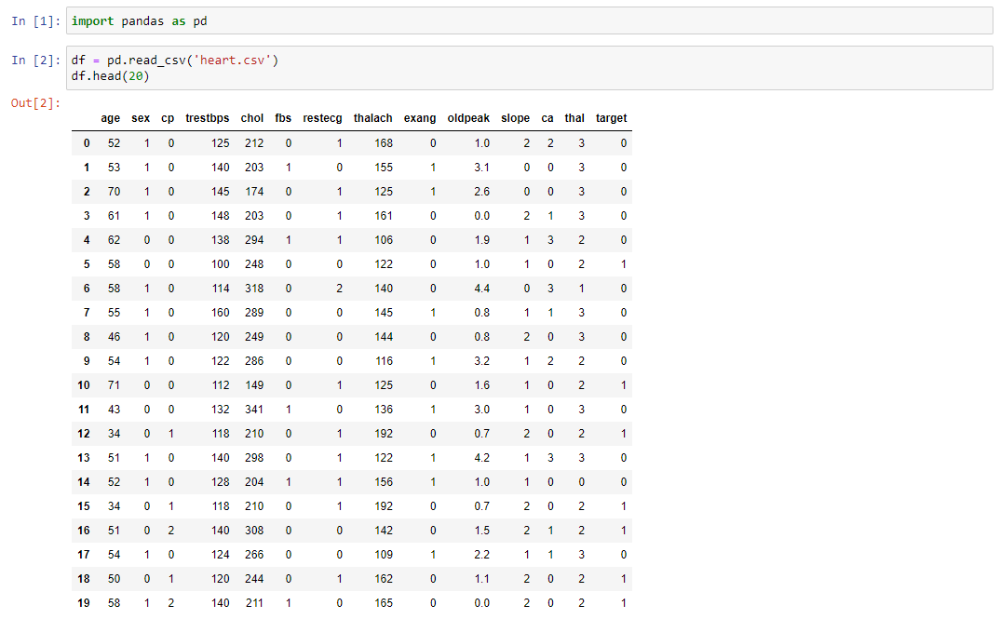 In [1]: import pandas as pd
In [2]: df = pd.read_csv('heart.csv')
df.head(20)
Out[2]:
age sex cp trestbps chol fbs restecg thalach exang oldpeak slope ca thal target
0 52 1 0 125 212 0 1 168 0 1.0 2 2 3 0
1 53 1 0 140 203 1 0 155 1 3.1 0 0 3 0
2 70 1 0 145 174 0 1 125 1 2.6 0 0 3 0
3 61 1 0 148 203 0 1 161 0 0.0 2 1 3 0
4 62 0 0 138 294 1 1 106 0 1.9 1 3 2 0
5 58 0 0 100 248 0 0 122 0 1.0 1 0 2 1
6 58 1 0 114 318 0 2 140 0 4.4 0 3 1 0
7 55 1 0 160 289 0 0 145 1 0.8 1 1 3 0
8 46 1 0 120 249 0 0 144 0 0.8 2 0 3 0
9 54 1 0 122 286 0 0 116 1 3.2 1 2 2 0
10 71 0 0 112 149 0 1 125 0 1.6 1 0 2 1
11 43 0 0 132 341 1 0 136 1 3.0 1 0 3 0
12 34 0 1 118 210 0 1 192 0 0.7 2 0 2 1
13 51 1 0 140 298 0 1 122 1 4.2 1 3 3 0
14 52 1 0 128 204 1 1 156 1 1.0 1 0 0 0
15 34 0 1 118 210 0 1 192 0 0.7 2 0 2 1
16 51 0 2 140 308 0 0 142 0 1.5 2 1 2 1
17 54 1 0 124 266 0 0 109 1 2.2 1 1 3 0
18 50 0 1 120 244 0 1 162 0 1.1 2 0 2 1
19 58 1 2 140 211 1 0 165 0 0.0 2 0 2 1